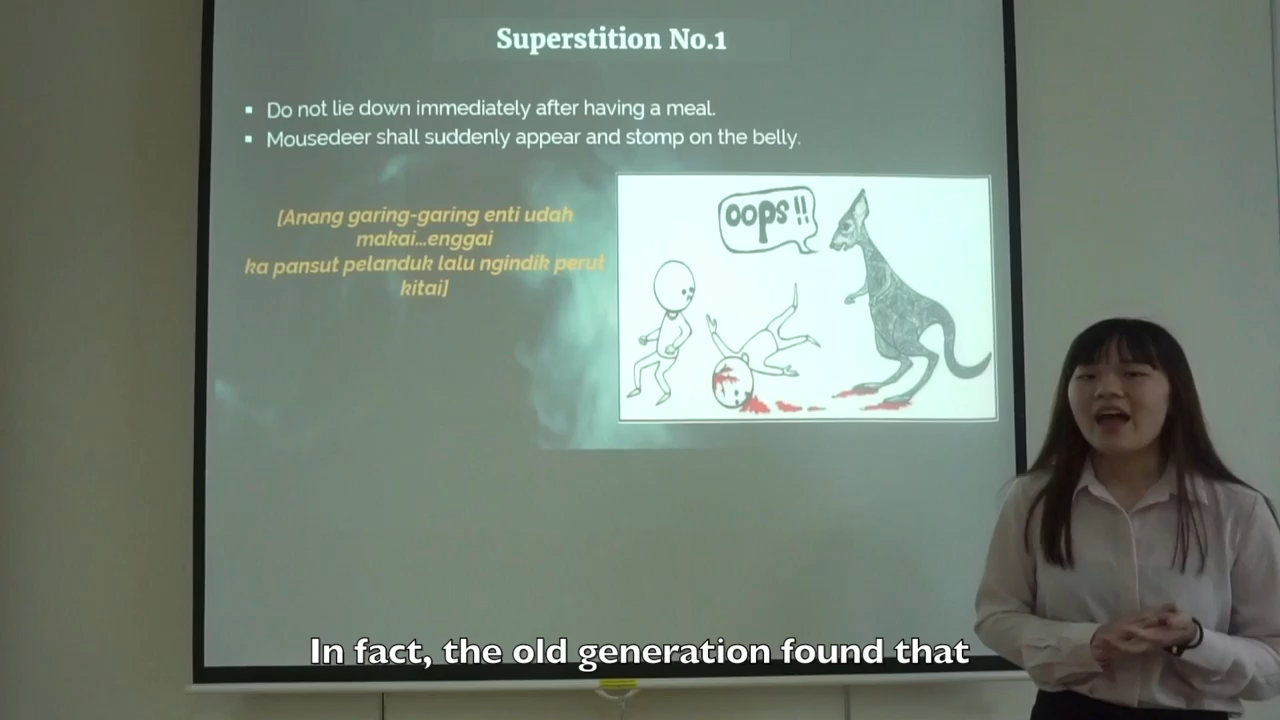 Superstition No.1
▪ Do not lie down immediately after having a meal.
▪ Mousedeer shall suddenly appear and stomp on the belly.
[Anang garing-garing enti udah
makai...enggai
ka pansut pelanduk lalu ngindik perut
kitai]
oops!!
In fact, the old generation found that